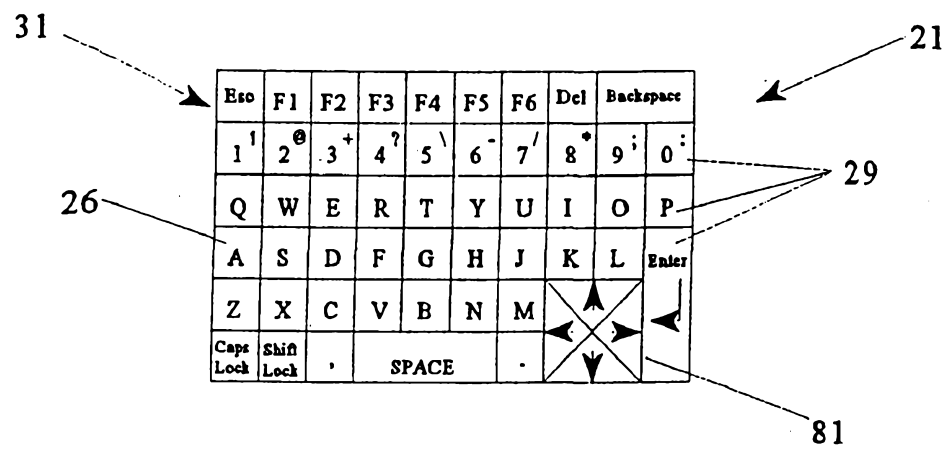 31
21
Esc F1 F2 F3 F4 F5 F6 Del Backspace
1 ! 2 @ 3 + 4 ? 5 \ 6 - 7 / 8 * 9 ; 0 :
29
26
Q W E R T Y U I O P
A S D F G H J K L Enter
Z X C V B N M
Caps Lock Shift Lock , SPACE .
81